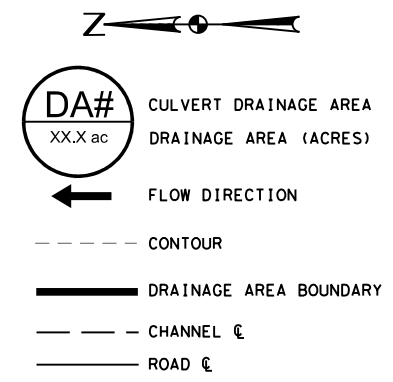 N
DA# CULVERT DRAINAGE AREA
XX.X ac DRAINAGE AREA (ACRES)
FLOW DIRECTION
CONTOUR
DRAINAGE AREA BOUNDARY
CHANNEL ℄
ROAD ℄